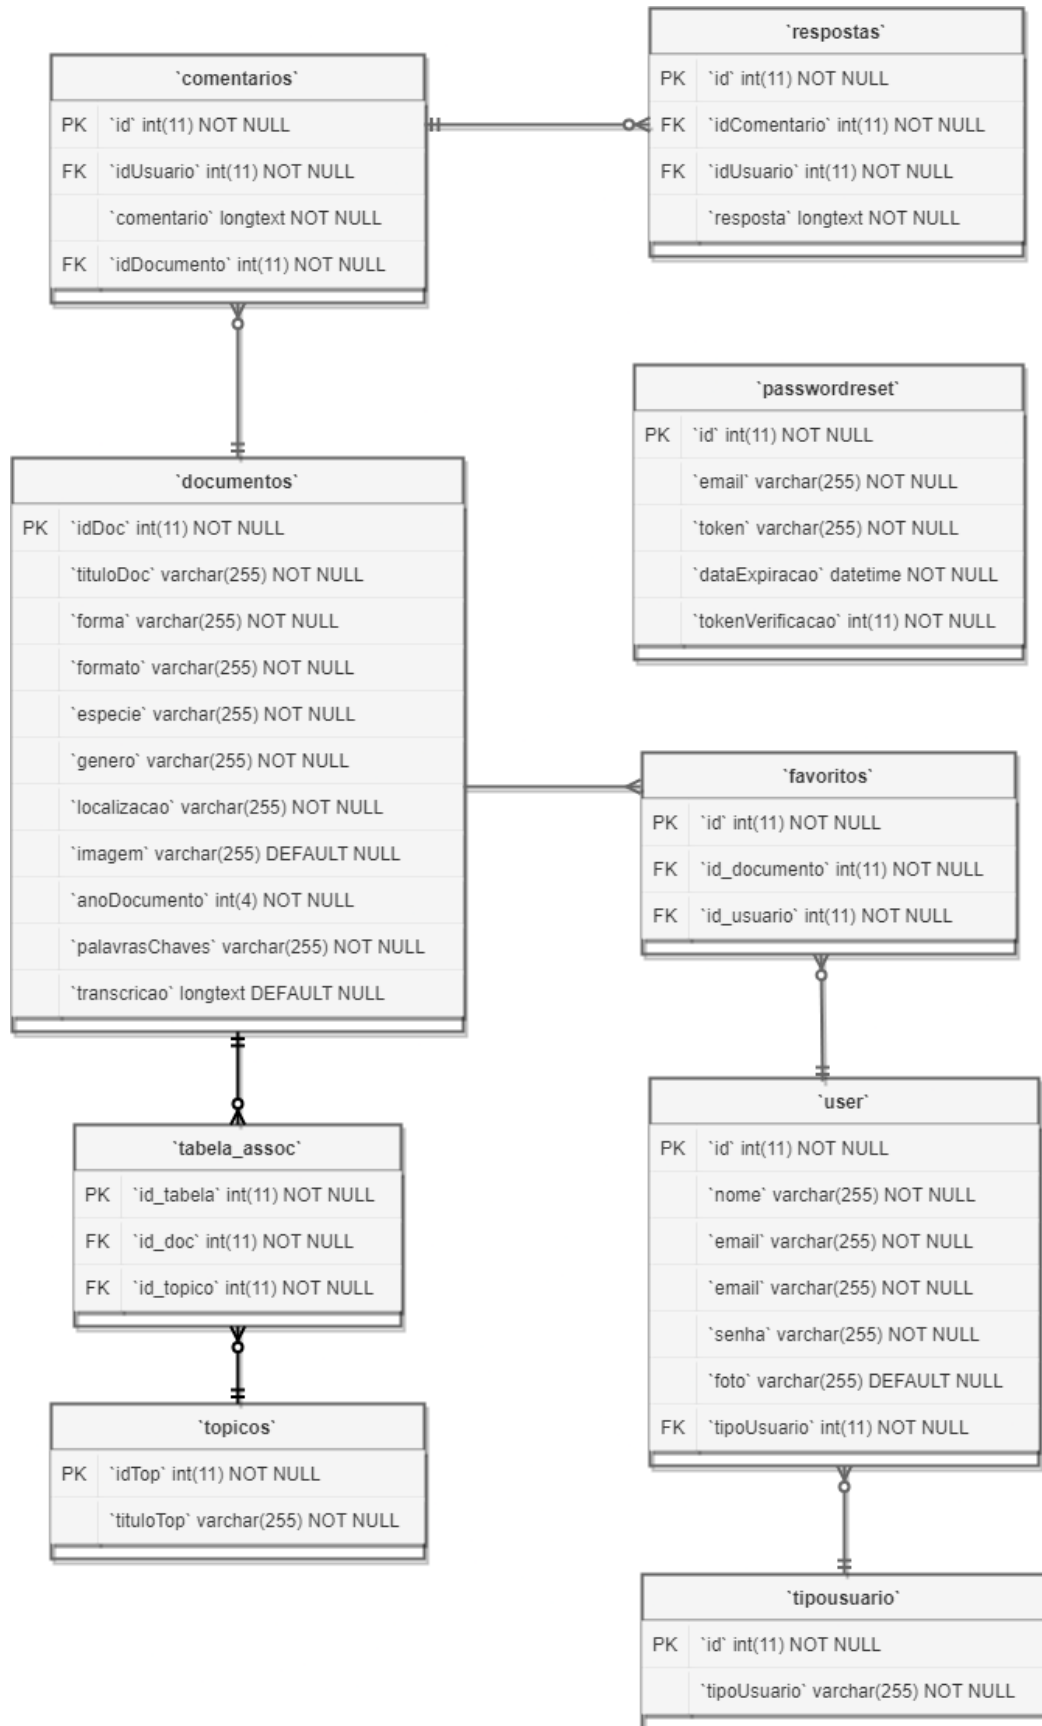 `comentarios`
PK `id` int(11) NOT NULL
FK `idUsuario` int(11) NOT NULL
`comentario` longtext NOT NULL
FK `idDocumento` int(11) NOT NULL
`respostas`
PK `id` int(11) NOT NULL
FK `idComentario` int(11) NOT NULL
FK `idUsuario` int(11) NOT NULL
`resposta` longtext NOT NULL
`passwordreset`
PK `id` int(11) NOT NULL
`email` varchar(255) NOT NULL
`token` varchar(255) NOT NULL
`dataExpiracao` datetime NOT NULL
`tokenVerificacao` int(11) NOT NULL
`documentos`
PK `idDoc` int(11) NOT NULL
`tituloDoc` varchar(255) NOT NULL
`forma` varchar(255) NOT NULL
`formato` varchar(255) NOT NULL
`especie` varchar(255) NOT NULL
`genero` varchar(255) NOT NULL
`localizacao` varchar(255) NOT NULL
`imagem` varchar(255) DEFAULT NULL
`anoDocumento` int(4) NOT NULL
`palavrasChaves` varchar(255) NOT NULL
`transcricao` longtext DEFAULT NULL
`favoritos`
PK `id` int(11) NOT NULL
FK `id_documento` int(11) NOT NULL
FK `id_usuario` int(11) NOT NULL
`tabela_assoc`
PK `id_tabela` int(11) NOT NULL
FK `id_doc` int(11) NOT NULL
FK `id_topico` int(11) NOT NULL
`user`
PK `id` int(11) NOT NULL
`nome` varchar(255) NOT NULL
`email` varchar(255) NOT NULL
`email` varchar(255) NOT NULL
`senha` varchar(255) NOT NULL
`foto` varchar(255) DEFAULT NULL
FK `tipoUsuario` int(11) NOT NULL
`topicos`
PK `idTop` int(11) NOT NULL
`tituloTop` varchar(255) NOT NULL
`tipousuario`
PK `id` int(11) NOT NULL
`tipoUsuario` varchar(255) NOT NULL